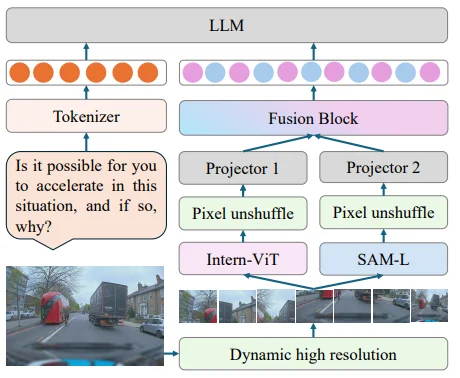 LLM
Tokenizer
Fusion Block
Is it possible for you
to accelerate in this
situation, and if so,
why?
Projector 1
Projector 2
Pixel unshuffle
Pixel unshuffle
Intern-ViT
SAM-L
Dynamic high resolution